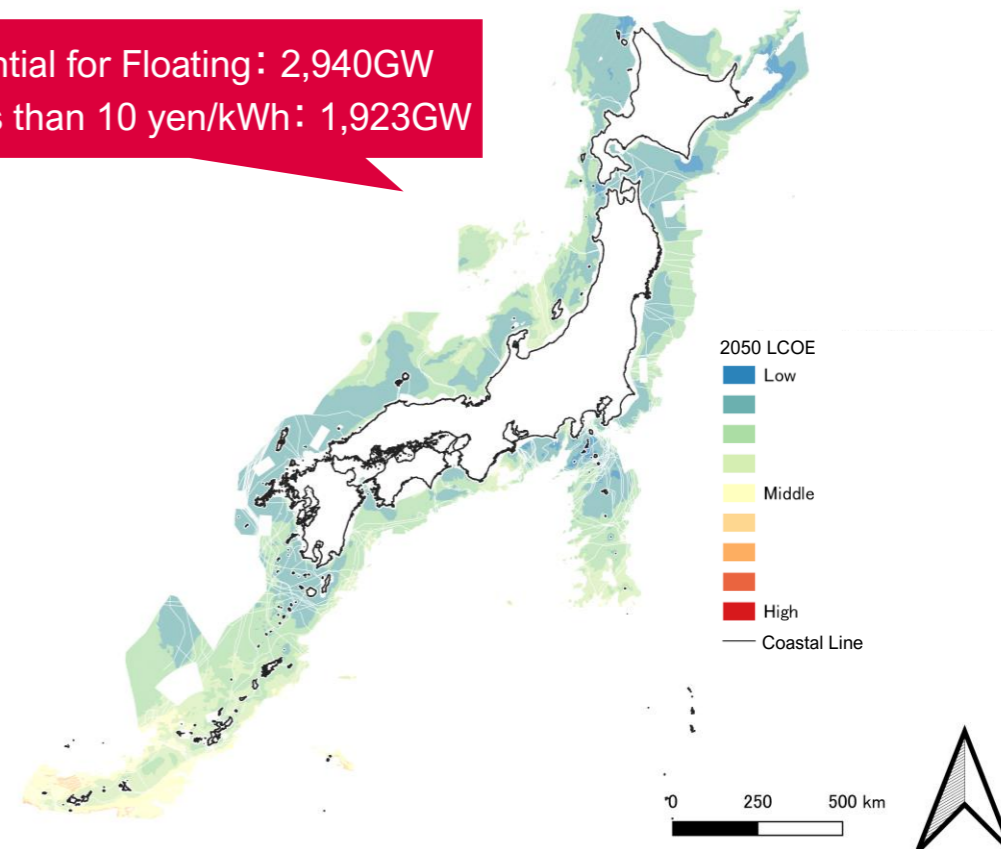 ntial for Floating：2,940GW
s than 10 yen/kWh：1,923GW
2050 LCOE
Low
Middle
High
Coastal Line
0 250 500 km